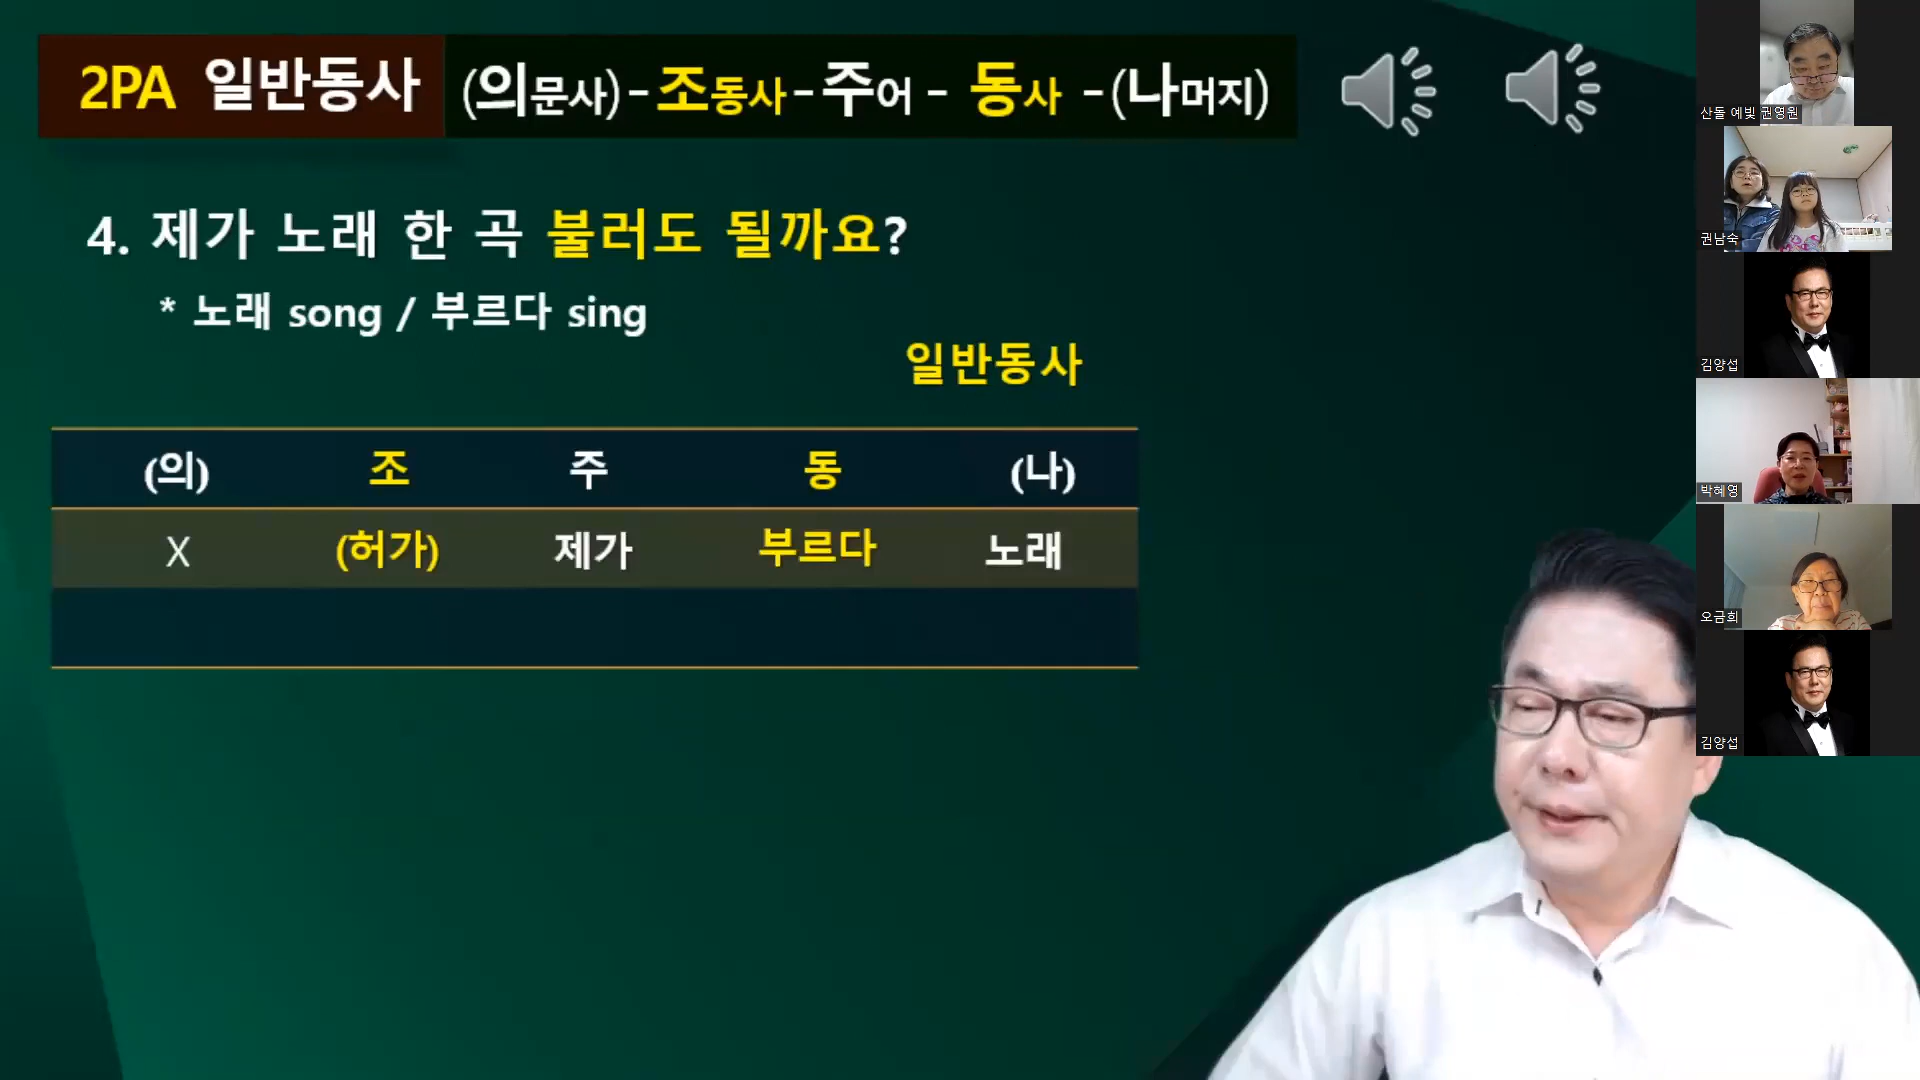 2PA 일반동사 (의문사)-조동사-주어 - 동사 -(나머지)
4. 제가 노래 한 곡 불러도 될까요?
* 노래 song / 부르다 sing
일반동사
(의) 조 주 동 (나)
X (허가) 제가 부르다 노래
산돌 예빛 권영원
권남숙
김양섭
박혜영
오금희
김양섭